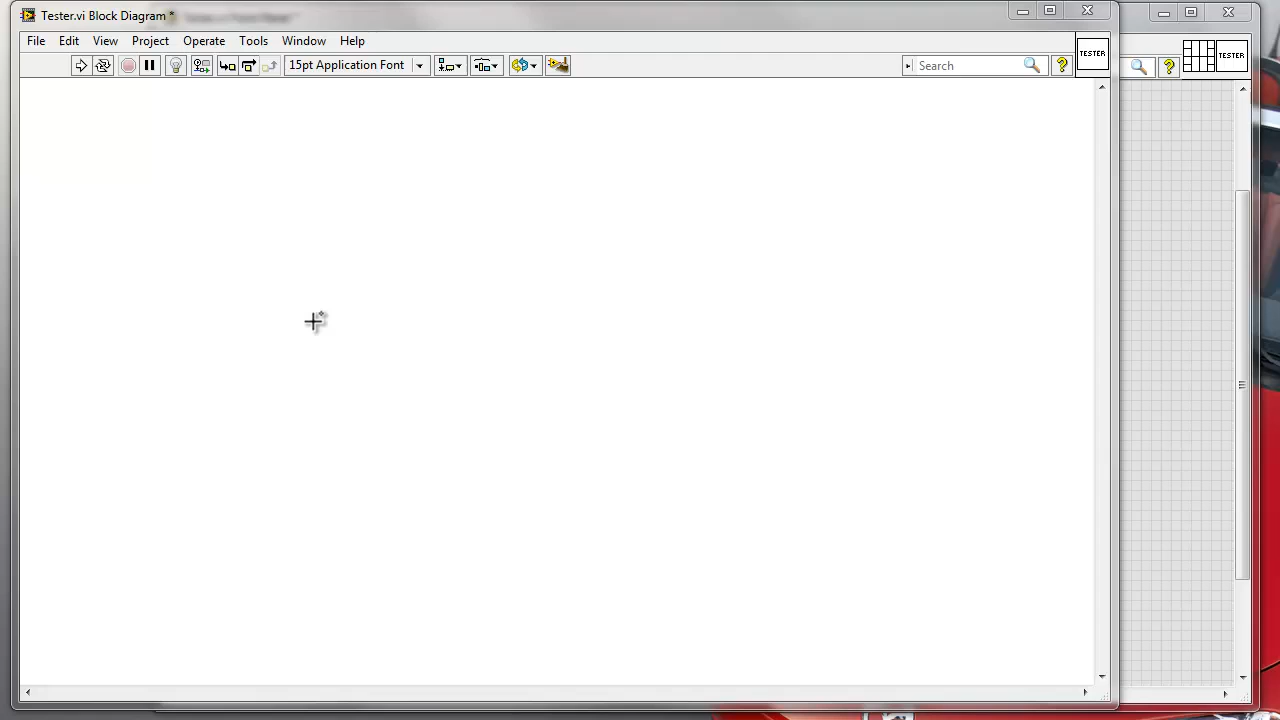 Tester.vi Block Diagram *
File Edit View Project Operate Tools Window Help
15pt Application Font
Search
?
TESTER
?
TESTER